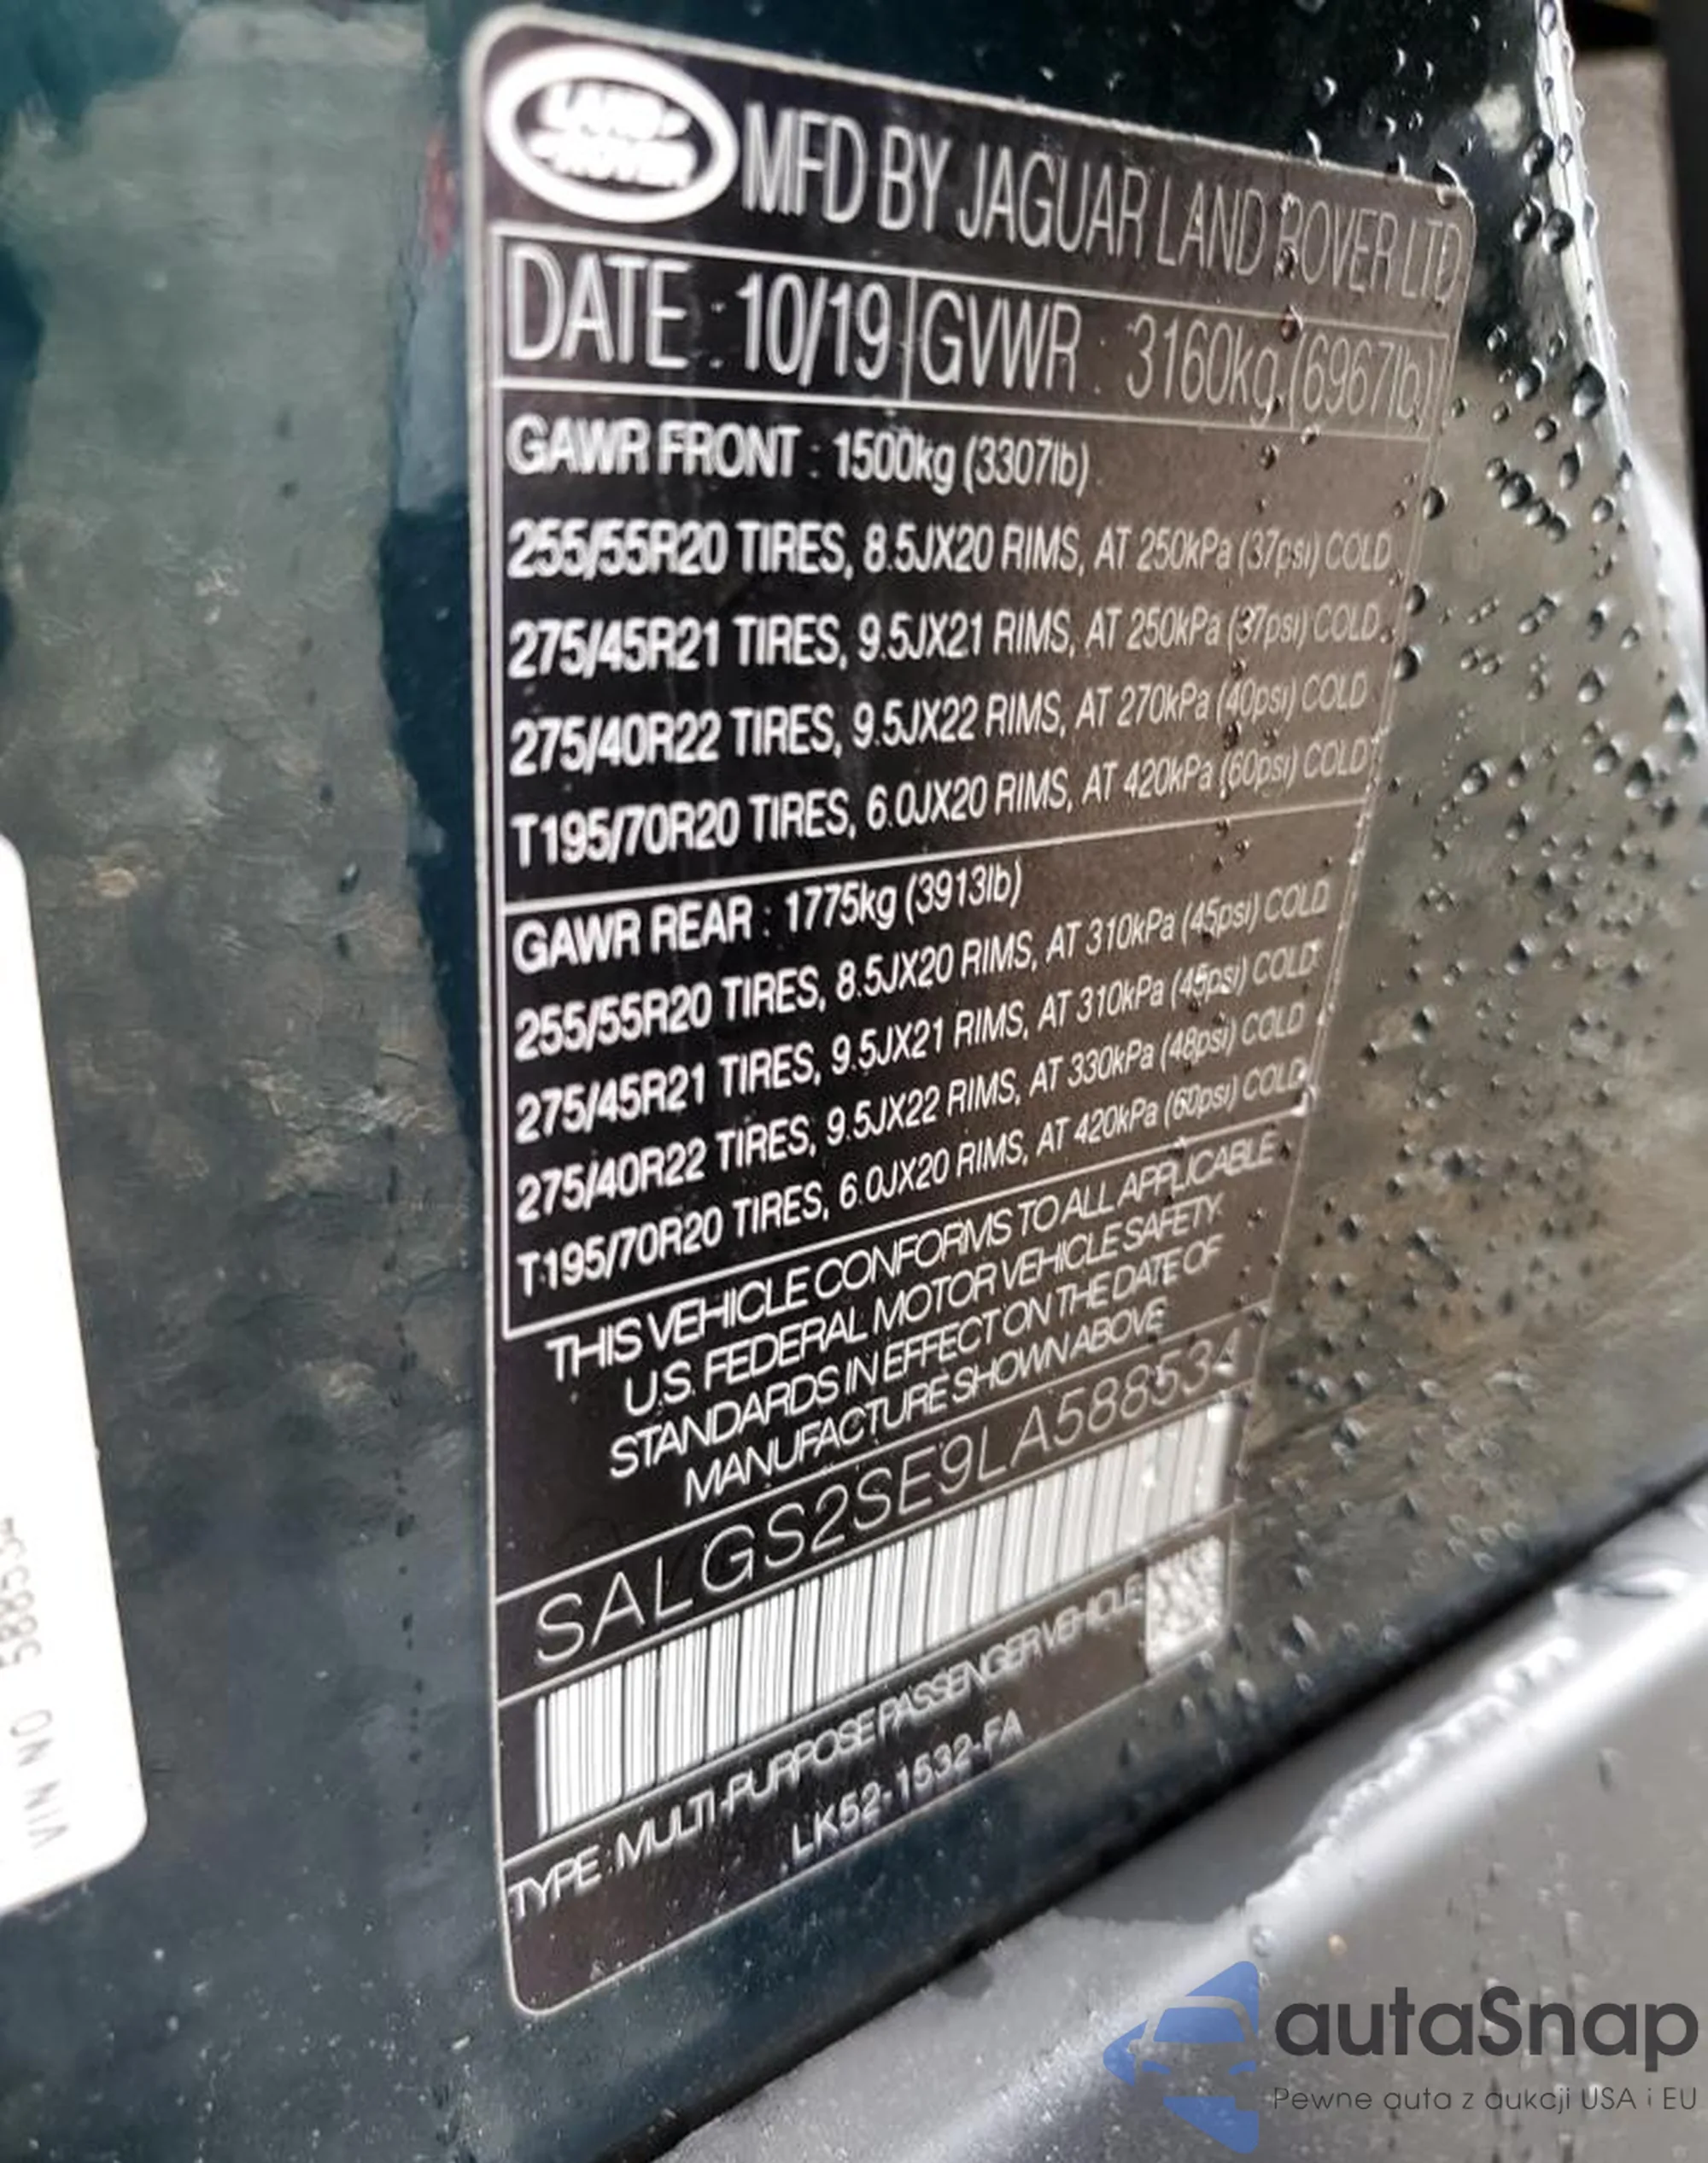 LAND ROVER
MFD BY JAGUAR LAND ROVER LTD
DATE : 10/19 GVWR : 3160kg (6967lb)
GAWR FRONT : 1500kg (3307lb)
255/55R20 TIRES, 8.5JX20 RIMS, AT 250kPa (37psi) COLD
275/45R21 TIRES, 9.5JX21 RIMS, AT 250kPa (37psi) COLD
275/40R22 TIRES, 9.5JX22 RIMS, AT 270kPa (40psi) COLD
T195/70R20 TIRES, 6.0JX20 RIMS, AT 420kPa (60psi) COLD
GAWR REAR : 1775kg (3913lb)
255/55R20 TIRES, 8.5JX20 RIMS, AT 310kPa (45psi) COLD
275/45R21 TIRES, 9.5JX21 RIMS, AT 310kPa (45psi) COLD
275/40R22 TIRES, 9.5JX22 RIMS, AT 330kPa (48psi) COLD
T195/70R20 TIRES, 6.0JX20 RIMS, AT 420kPa (60psi) COLD
THIS VEHICLE CONFORMS TO ALL APPLICABLE
U.S. FEDERAL MOTOR VEHICLE SAFETY
STANDARDS IN EFFECT ON THE DATE OF
MANUFACTURE SHOWN ABOVE
SALGS2SE9LA588534
TYPE : MULTI-PURPOSE PASSENGER VEHICLE
LK52-1532-FA
VIN NO
autaSnap
Pewne auta z aukcji USA i EU